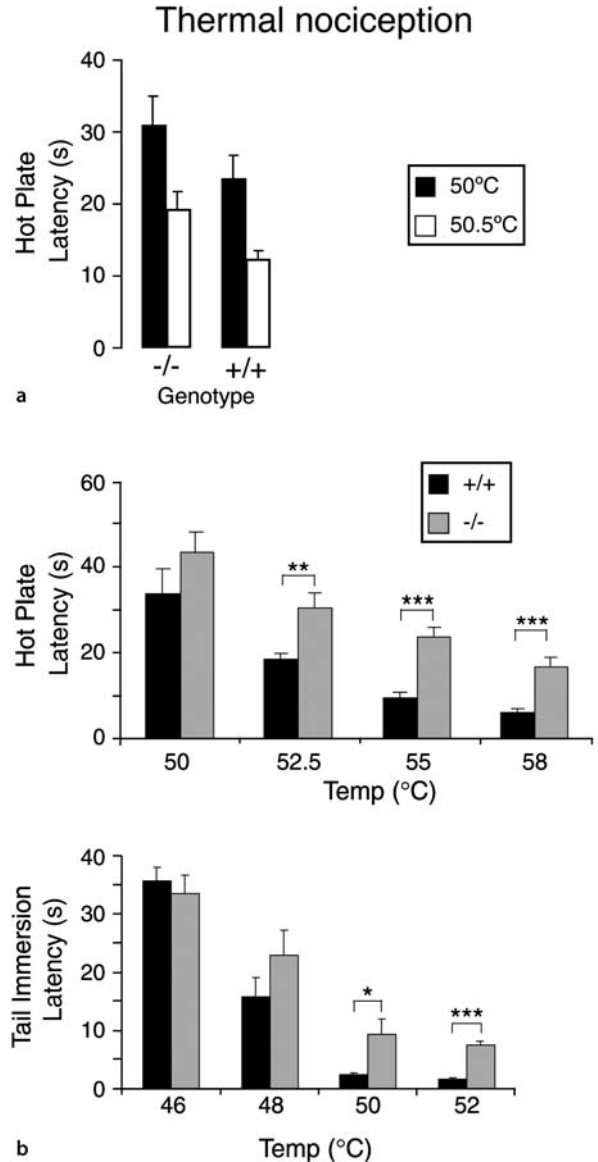 Thermal nociception
Hot Plate
Latency (s)
40
30
20
10
0
-/-
+/+
Genotype
50ºC
50.5ºC
a
Hot Plate
Latency (s)
60
40
20
0
+/+
-/-
**
***
***
50
52.5
55
58
Temp (°C)
Tail Immersion
Latency (s)
40
30
20
10
0
*
***
46
48
50
52
Temp (°C)
b